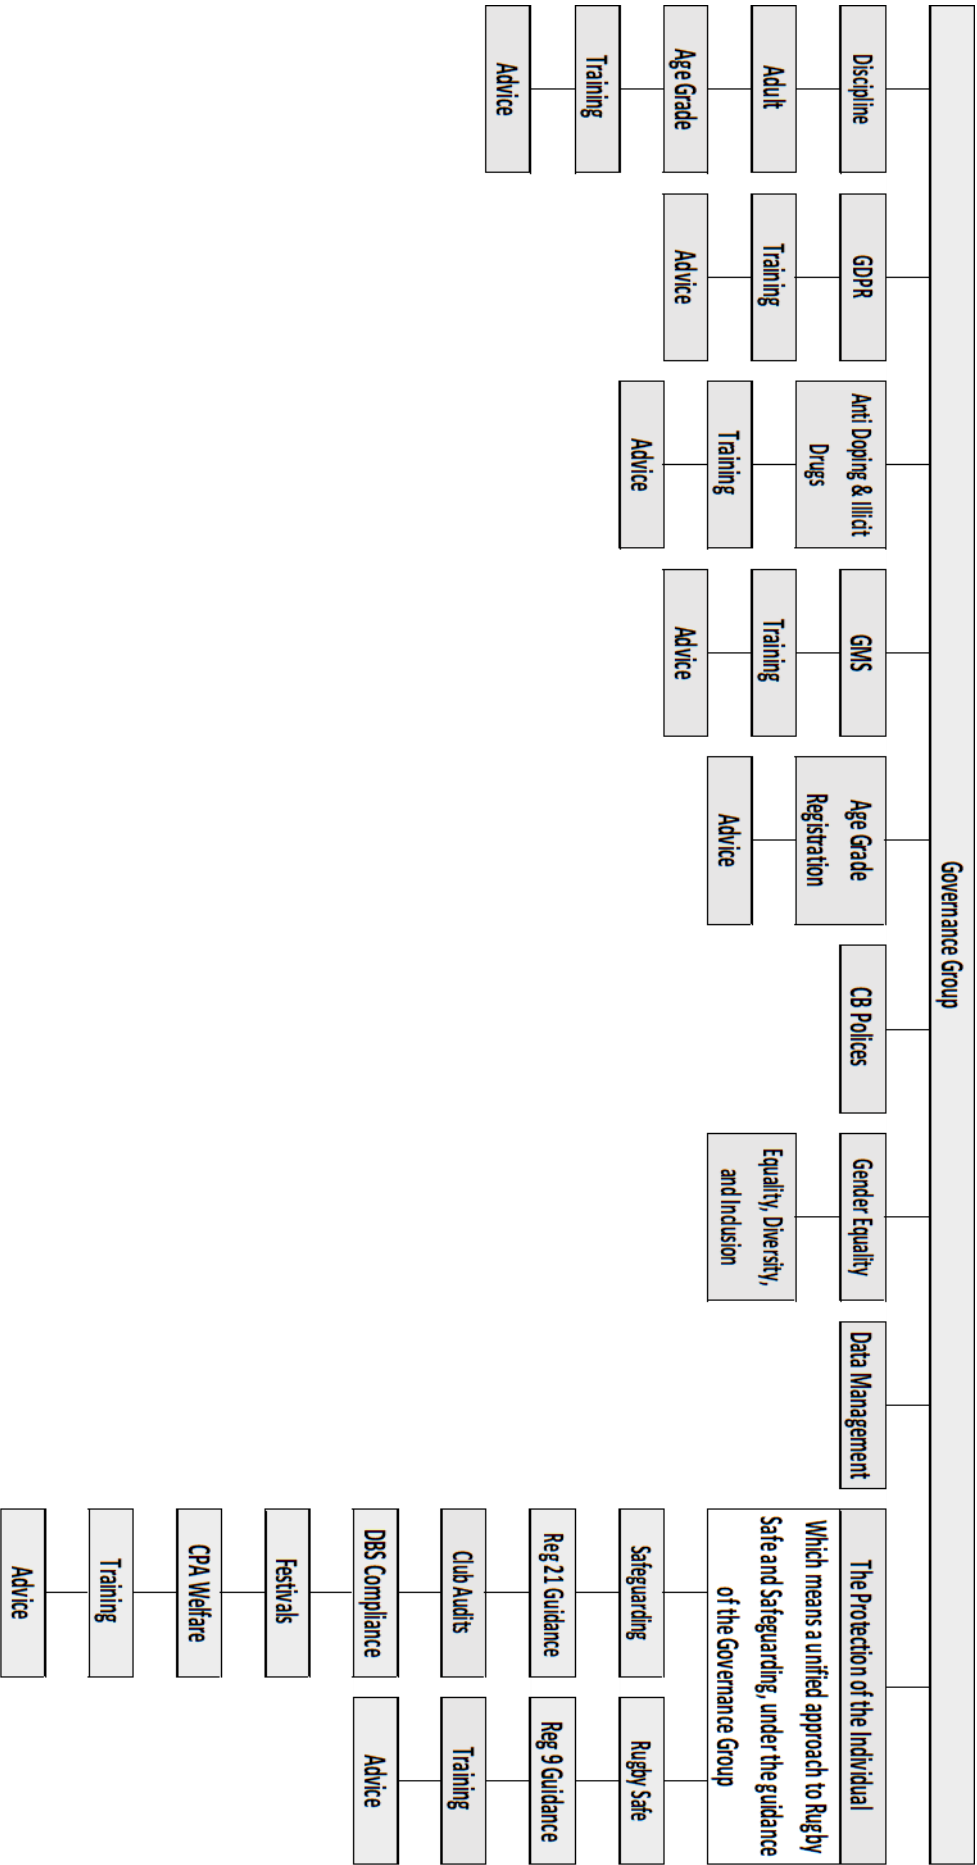 Governance Group
Discipline
Adult
Age Grade
Training
Advice
GDPR
Training
Advice
Anti Doping & Illicit
Drugs
Training
Advice
GMS
Training
Advice
Age Grade
Registration
Advice
CB Polices
Gender Equality
Equality, Diversity,
and Inclusion
Data Management
The Protection of the Individual
Which means a unified approach to Rugby
Safe and Safeguarding, under the guidance
of the Governance Group
Safeguarding
Reg 21 Guidance
Club Audits
DBS Compliance
Festivals
CPA Welfare
Training
Advice
Rugby Safe
Reg 9 Guidance
Training
Advice